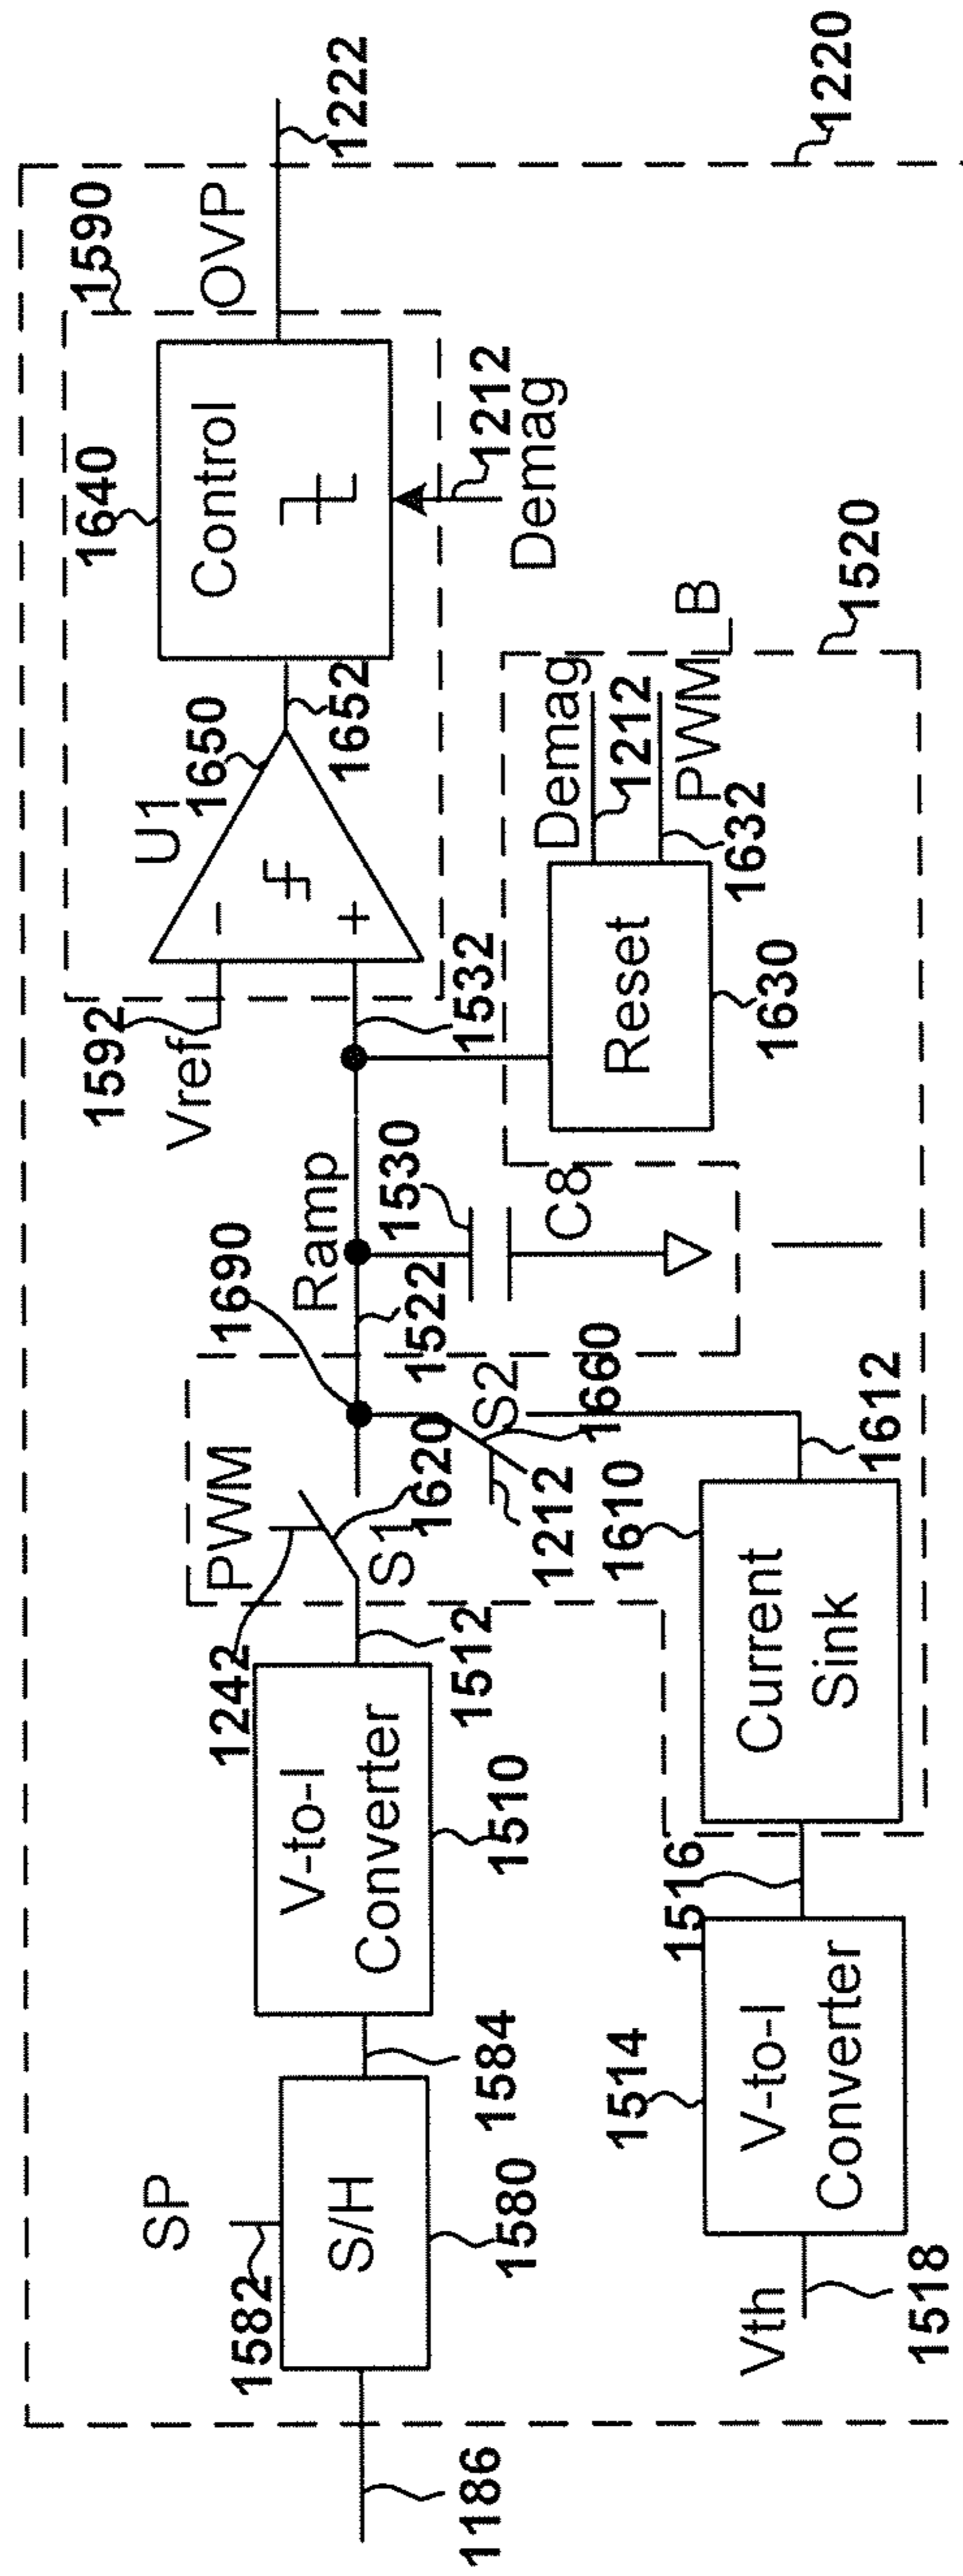 1186
1582
SP
S/H
1580
1584
V-to-I
Converter
1510
1512
1242
PWM
S1
1620
1690
1212
S2
1660
1522
Ramp
1530
C8
1592
Vref
1532
U1
1650
−
+
1652
1640
Control
1590
OVP
1222
1212
Demag
1220
Vth
1518
1514
V-to-I
Converter
1516
1610
Current
Sink
1612
Reset
1630
1632
Demag
1212
PWM_B
1520